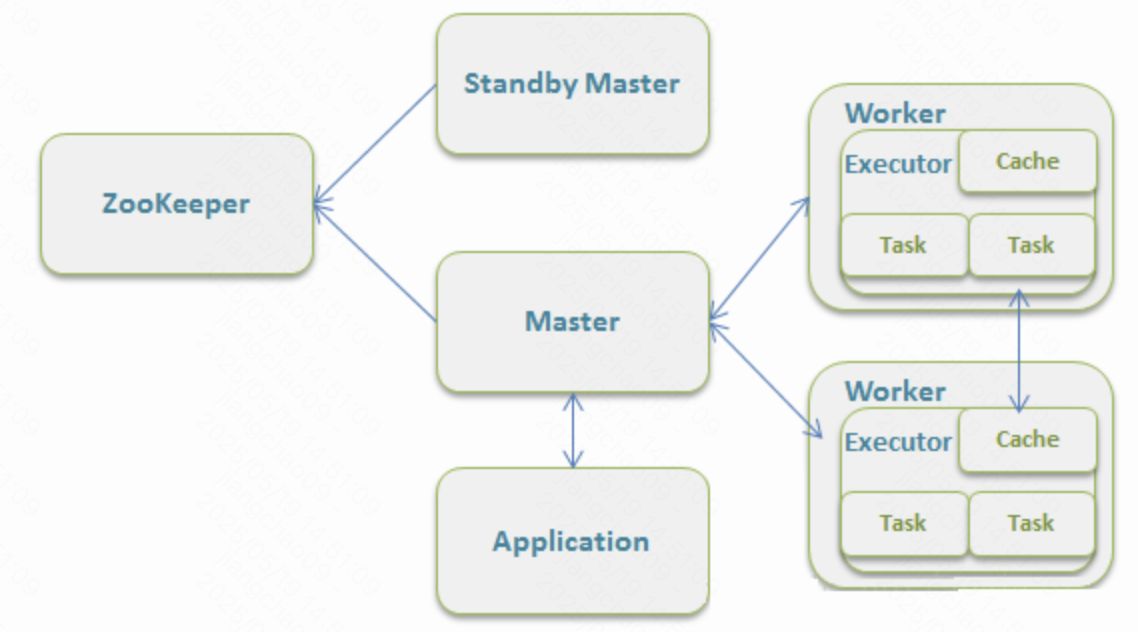 Standby Master
ZooKeeper
Master
Application
Worker
Executor
Cache
Task
Task
Worker
Executor
Cache
Task
Task